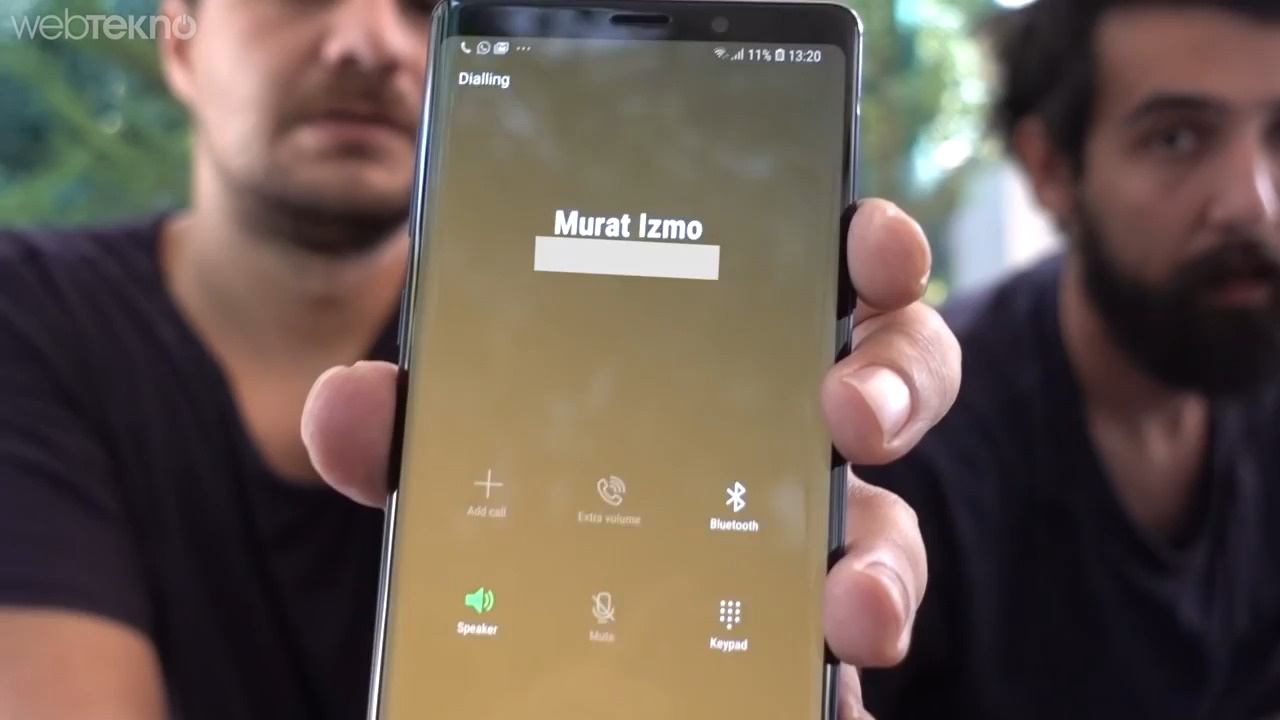 webtekno
11% 13:20
Dialling
Murat Izmo
Add call
Extra volume
Bluetooth
Speaker
Mute
Keypad